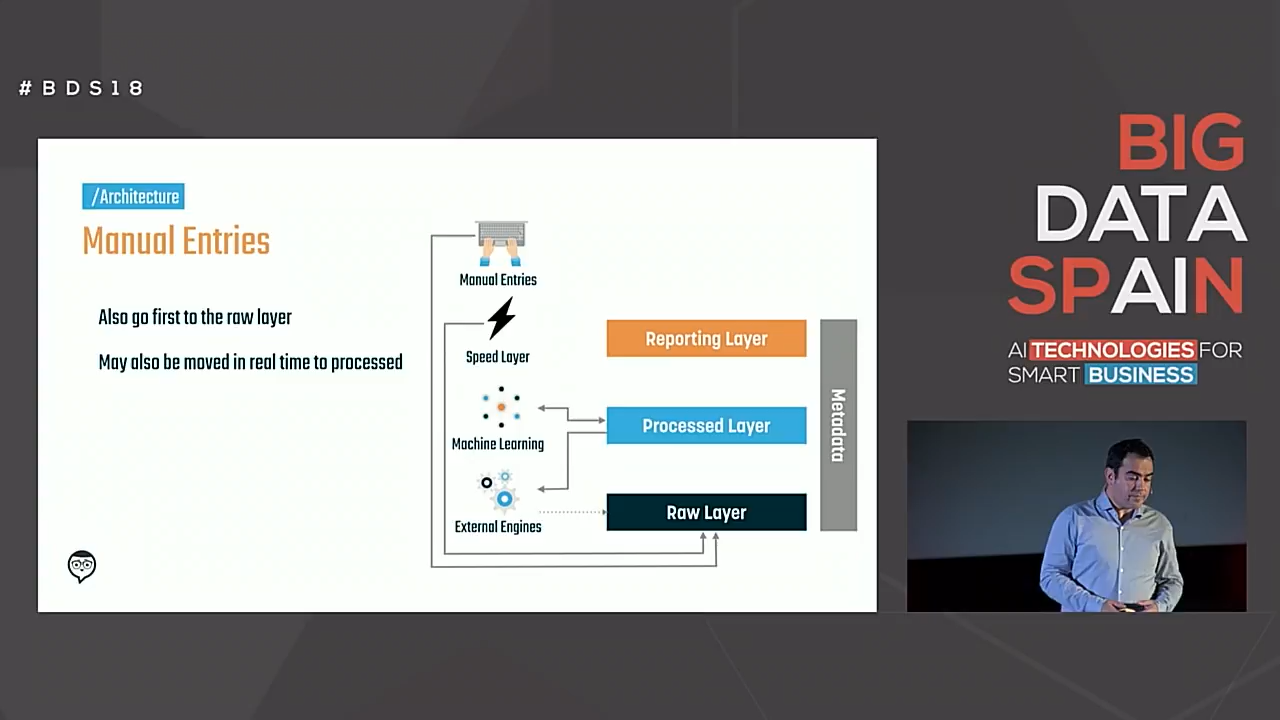 #BDS18
/Architecture
Manual Entries
Also go first to the raw layer
May also be moved in real time to processed
Manual Entries
Speed Layer
Machine Learning
External Engines
Reporting Layer
Processed Layer
Raw Layer
Metadata
BIG
DATA
SPAIN
AI TECHNOLOGIES FOR
SMART BUSINESS